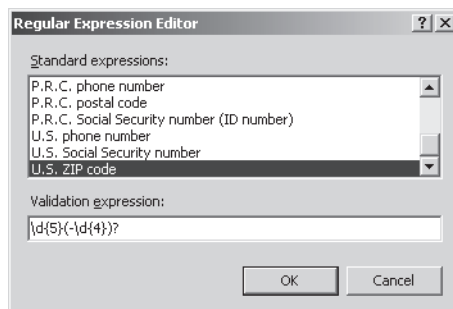 Regular Expression Editor
Standard expressions:
P.R.C. phone number
P.R.C. postal code
P.R.C. Social Security number (ID number)
U.S. phone number
U.S. Social Security number
U.S. ZIP code
Validation expression:
\d{5}(-\d{4})?
OK Cancel